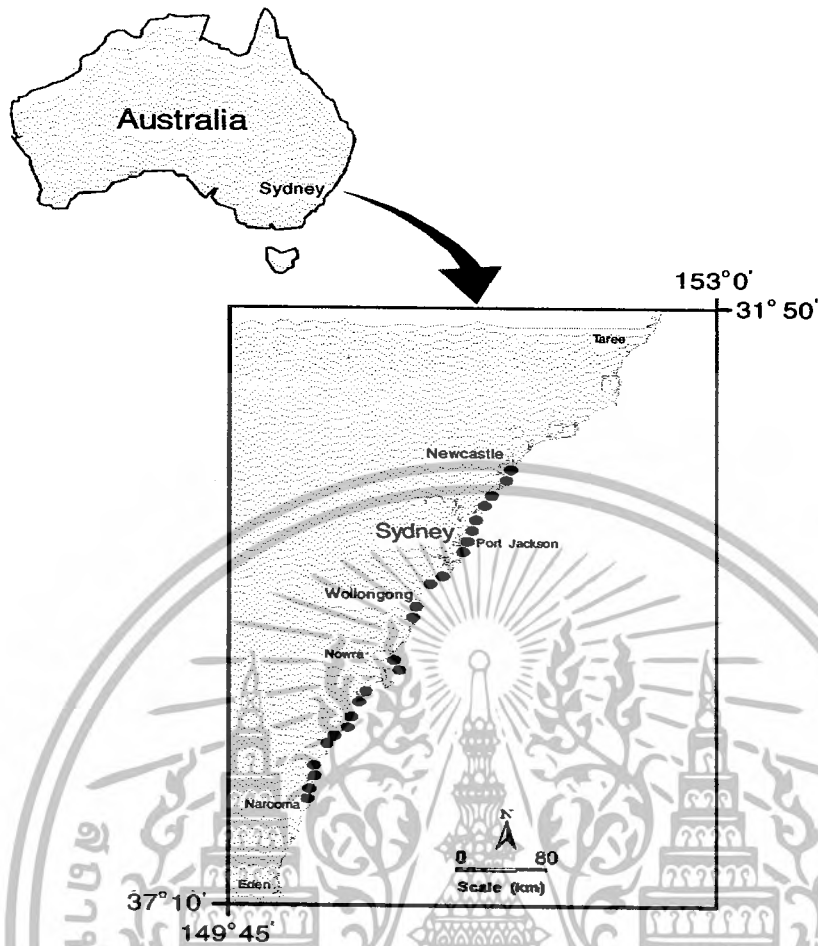 Australia
Sydney
153°0'
31° 50'
Taree
Newcastle
Sydney
Port Jackson
Wollongong
Nowra
Narooma
N
0 80
Scale (km)
Eden
37°10'
149°45'